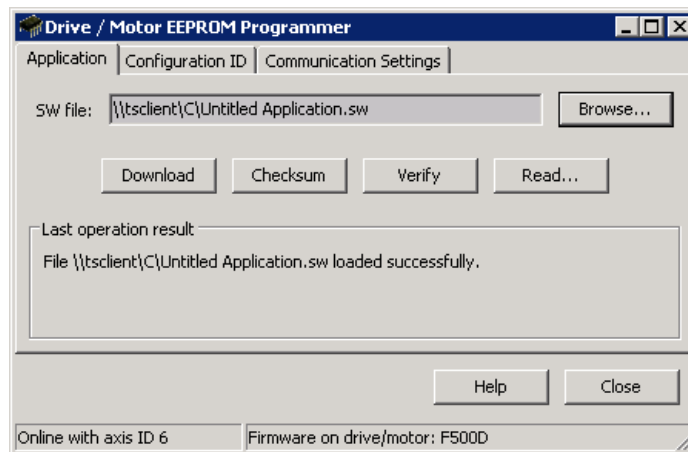 Drive / Motor EEPROM Programmer
Application Configuration ID Communication Settings
SW file: \\tsclient\C\Untitled Application.sw Browse...
Download Checksum Verify Read...
Last operation result
File \\tsclient\C\Untitled Application.sw loaded successfully.
Help Close
Online with axis ID 6 Firmware on drive/motor: F500D